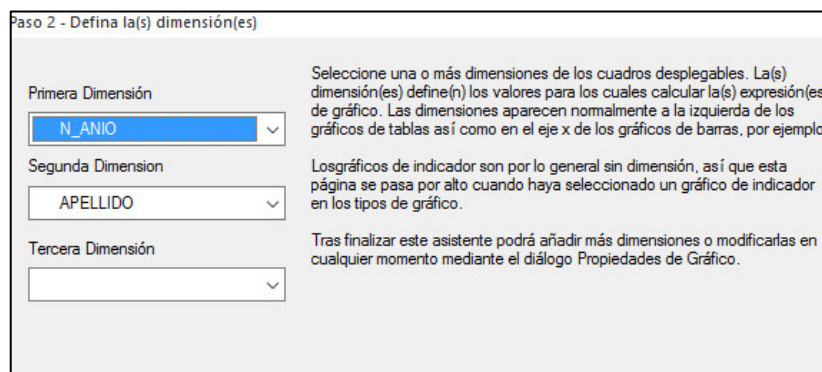 Paso 2 - Defina la(s) dimensión(es)
Primera Dimensión
N_ANIO
Segunda Dimension
APELLIDO
Tercera Dimensión
Seleccione una o más dimensiones de los cuadros desplegables. La(s)
dimensión(es) define(n) los valores para los cuales calcular la(s) expresión(es
de gráfico. Las dimensiones aparecen normalmente a la izquierda de los
gráficos de tablas así como en el eje x de los gráficos de barras, por ejemplo
Losgráficos de indicador son por lo general sin dimensión, así que esta
página se pasa por alto cuando haya seleccionado un gráfico de indicador
en los tipos de gráfico.
Tras finalizar este asistente podrá añadir más dimensiones o modificarlas en
cualquier momento mediante el diálogo Propiedades de Gráfico.